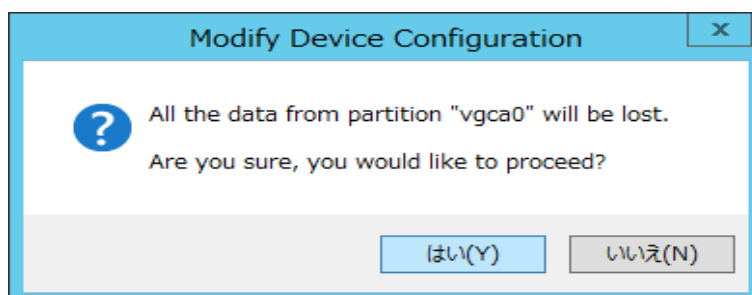 Modify Device Configuration
x
?
All the data from partition "vgca0" will be lost.
Are you sure, you would like to proceed?
はい(Y)
いいえ(N)